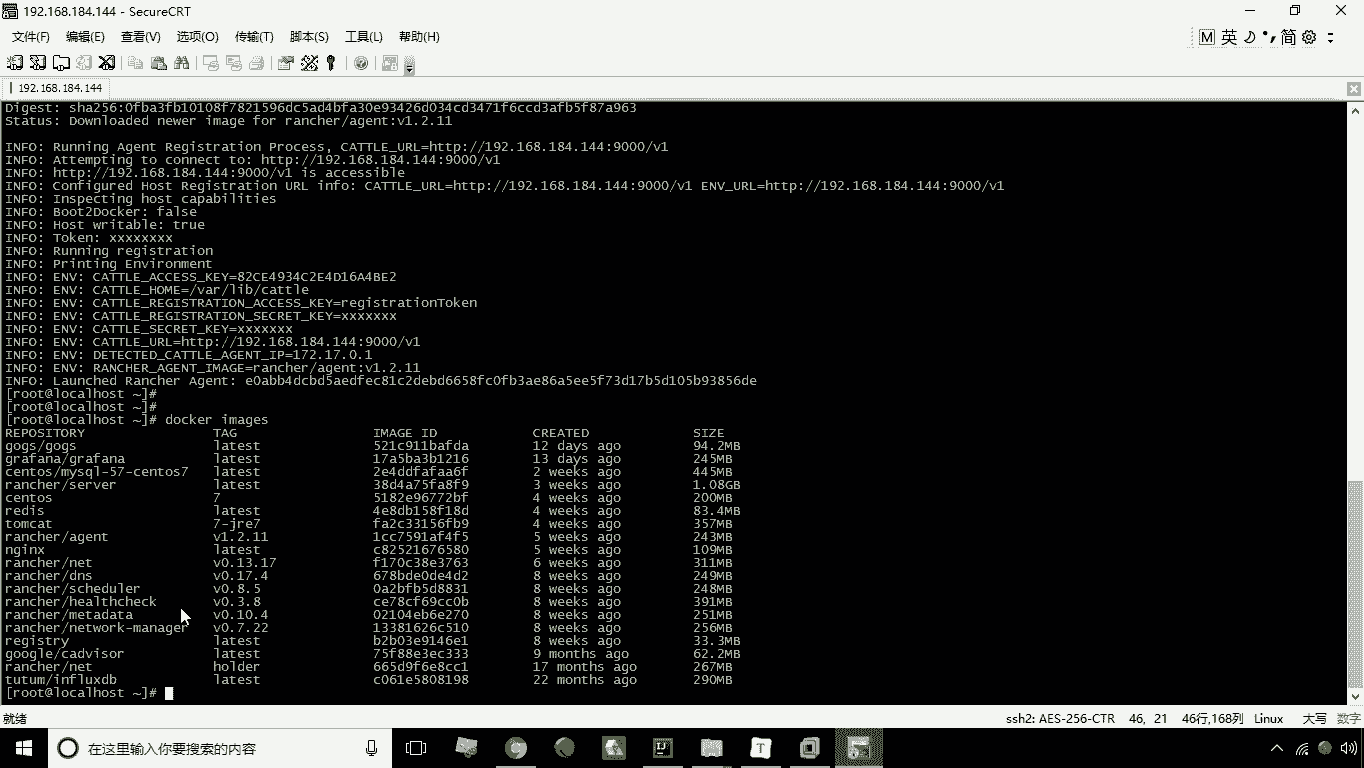 192.168.184.144 - SecureCRT
文件(F) 编辑(E) 查看(V) 选项(O) 传输(T) 脚本(S) 工具(L) 帮助(H)
M 英 简
192.168.184.144
Digest: sha256:0fba3fb10108f7821596dc5ad4bfa30e93426d034cd3471f6ccd3afb5f87a963
Status: Downloaded newer image for rancher/agent:v1.2.11
INFO: Running Agent Registration Process, CATTLE_URL=http://192.168.184.144:9000/v1
INFO: Attempting to connect to: http://192.168.184.144:9000/v1
INFO: http://192.168.184.144:9000/v1 is accessible
INFO: Configured Host Registration URL info: CATTLE_URL=http://192.168.184.144:9000/v1 ENV_URL=http://192.168.184.144:9000/v1
INFO: Inspecting host capabilities
INFO: Boot2Docker: false
INFO: Host writable: true
INFO: Token: xxxxxxxx
INFO: Running registration
INFO: Printing Environment
INFO: ENV: CATTLE_ACCESS_KEY=82CE4934C2E4D16A4BE2
INFO: ENV: CATTLE_HOME=/var/lib/cattle
INFO: ENV: CATTLE_REGISTRATION_ACCESS_KEY=registrationToken
INFO: ENV: CATTLE_REGISTRATION_SECRET_KEY=xxxxxxx
INFO: ENV: CATTLE_SECRET_KEY=xxxxxxx
INFO: ENV: CATTLE_URL=http://192.168.184.144:9000/v1
INFO: ENV: DETECTED_CATTLE_AGENT_IP=172.17.0.1
INFO: ENV: RANCHER_AGENT_IMAGE=rancher/agent:v1.2.11
INFO: Launched Rancher Agent: e0abb4dcbd5aedfec81c2debd6658fc0fb3ae86a5ee5f73d17b5d105b93856de
[root@localhost ~]#
[root@localhost ~]#
[root@localhost ~]# docker images
REPOSITORY TAG IMAGE ID CREATED SIZE
gogs/gogs latest 521c911bafda 12 days ago 94.2MB
grafana/grafana latest 17a5ba3b1216 13 days ago 245MB
centos/mysql-57-centos7 latest 2e4ddfafaa6f 2 weeks ago 445MB
rancher/server latest 38d4a75fa8f9 3 weeks ago 1.08GB
centos 7 5182e96772bf 4 weeks ago 200MB
redis latest 4e8db158f18d 4 weeks ago 83.4MB
tomcat 7-jre7 fa2c33156fb9 4 weeks ago 357MB
rancher/agent v1.2.11 1cc7591af4f5 5 weeks ago 243MB
nginx latest c82521676580 5 weeks ago 109MB
rancher/net v0.13.17 f170c38e3763 6 weeks ago 311MB
rancher/dns v0.17.4 678bde0de4d2 8 weeks ago 249MB
rancher/scheduler v0.8.5 0a2bfb5d8831 8 weeks ago 248MB
rancher/healthcheck v0.3.8 ce78cf69cc0b 8 weeks ago 391MB
rancher/metadata v0.10.4 02104eb6e270 8 weeks ago 251MB
rancher/network-manager v0.7.22 13381626c510 8 weeks ago 256MB
registry latest b2b03e9146e1 8 weeks ago 33.3MB
google/cadvisor latest 75f88e3ec333 9 months ago 62.2MB
rancher/net holder 665d9f6e8cc1 17 months ago 267MB
tutum/influxdb latest c061e5808198 22 months ago 290MB
[root@localhost ~]#
就绪 ssh2: AES-256-CTR 46, 21 46行,168列 Linux 大写 数字
在这里输入你要搜索的内容